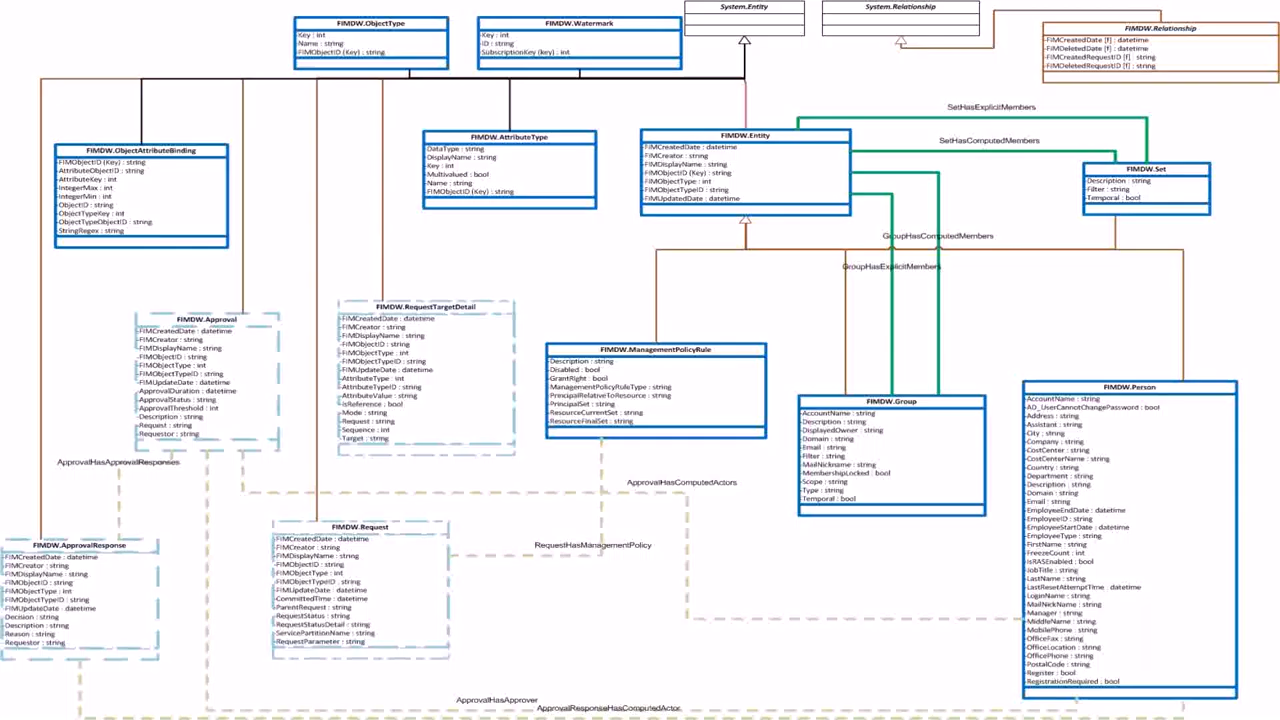 FIMDW.ObjectType
-Key : int
-Name : string
-FIMObjectID (Key) : string
FIMDW.Watermark
-Key : int
-ID : string
-SubscriptionKey (key) : int
System.Entity
System.Relationship
FIMDW.Relationship
-FIMCreatedDate [f] : datetime
-FIMDeletedDate [f] : datetime
-FIMCreatedRequestID [f] : string
-FIMDeletedRequestID [f] : string
SetHasExplicitMembers
SetHasComputedMembers
FIMDW.ObjectAttributeBinding
-FIMObjectID (Key) : string
-AttributeObjectID : string
-AttributeKey : int
-IntegerMax : int
-IntegerMin : int
-ObjectID : string
-ObjectTypeKey : int
-ObjectTypeObjectID : string
-StringRegex : string
FIMDW.AttributeType
-DataType : string
-DisplayName : string
-Key : int
-Multivalued : bool
-Name : string
-FIMObjectID (Key) : string
FIMDW.Entity
-FIMCreatedDate : datetime
-FIMCreator : string
-FIMDisplayName : string
-FIMObjectID (Key) : string
-FIMObjectType : int
-FIMObjectTypeID : string
-FIMUpdatedDate : datetime
FIMDW.Set
-Description : string
-Filter : string
-Temporal : bool
GroupHasComputedMembers
GroupHasExplicitMembers
FIMDW.Approval
-FIMCreatedDate : datetime
-FIMCreator : string
-FIMDisplayName : string
-FIMObjectID : string
-FIMObjectType : int
-FIMObjectTypeID : string
-FIMUpdateDate : datetime
-ApprovalDuration : datetime
-ApprovalStatus : string
-ApprovalThreshold : int
-Description : string
-Request : string
-Requestor : string
FIMDW.RequestTargetDetail
-FIMCreatedDate : datetime
-FIMCreator : string
-FIMDisplayName : string
-FIMObjectID : string
-FIMObjectType : int
-FIMObjectTypeID : string
-FIMUpdateDate : datetime
-AttributeType : int
-AttributeTypeID : string
-AttributeValue : string
-IsReference : bool
-Mode : string
-Request : string
-Sequence : int
-Target : string
FIMDW.ManagementPolicyRule
-Description : string
-Disabled : bool
-GrantRight : bool
-ManagementPolicyRuleType : string
-PrincipalRelativeToResource : string
-PrincipalSet : string
-ResourceCurrentSet : string
-ResourceFinalSet : string
FIMDW.Group
-AccountName : string
-Description : string
-DisplayedOwner : string
-Domain : string
-Email : string
-Filter : string
-MailNickname : string
-MembershipLocked : bool
-Scope : string
-Type : string
-Temporal : bool
FIMDW.Person
-AccountName : string
-AD_UserCannotChangePassword : bool
-Address : string
-Assistant : string
-City : string
-Company : string
-CostCenter : string
-CostCenterName : string
-Country : string
-Department : string
-Description : string
-Domain : string
-Email : string
-EmployeeEndDate : datetime
-EmployeeID : string
-EmployeeStartDate : datetime
-EmployeeType : string
-FirstName : string
-FreezeCount : int
-IsRASEnabled : bool
-JobTitle : string
-LastName : string
-LastResetAttemptTime : datetime
-LoginName : string
-MailNickName : string
-Manager : string
-MiddleName : string
-MobilePhone : string
-OfficeFax : string
-OfficeLocation : string
-OfficePhone : string
-PostalCode : string
-Register : bool
-RegistrationRequired : bool
ApprovalHasApprovalResponses
ApprovalHasComputedActors
RequestHasManagementPolicy
FIMDW.ApprovalResponse
-FIMCreatedDate : datetime
-FIMCreator : string
-FIMDisplayName : string
-FIMObjectID : string
-FIMObjectType : int
-FIMObjectTypeID : string
-FIMUpdateDate : datetime
-Decision : string
-Description : string
-Reason : string
-Requestor : string
FIMDW.Request
-FIMCreatedDate : datetime
-FIMCreator : string
-FIMDisplayName : string
-FIMObjectID : string
-FIMObjectType : int
-FIMObjectTypeID : string
-FIMUpdateDate : datetime
-CommittedTime : datetime
-ParentRequest : string
-RequestStatus : string
-RequestStatusDetail : string
-ServicePartitionName : string
-RequestParameter : string
ApprovalHasApprover
ApprovalResponseHasComputedActor